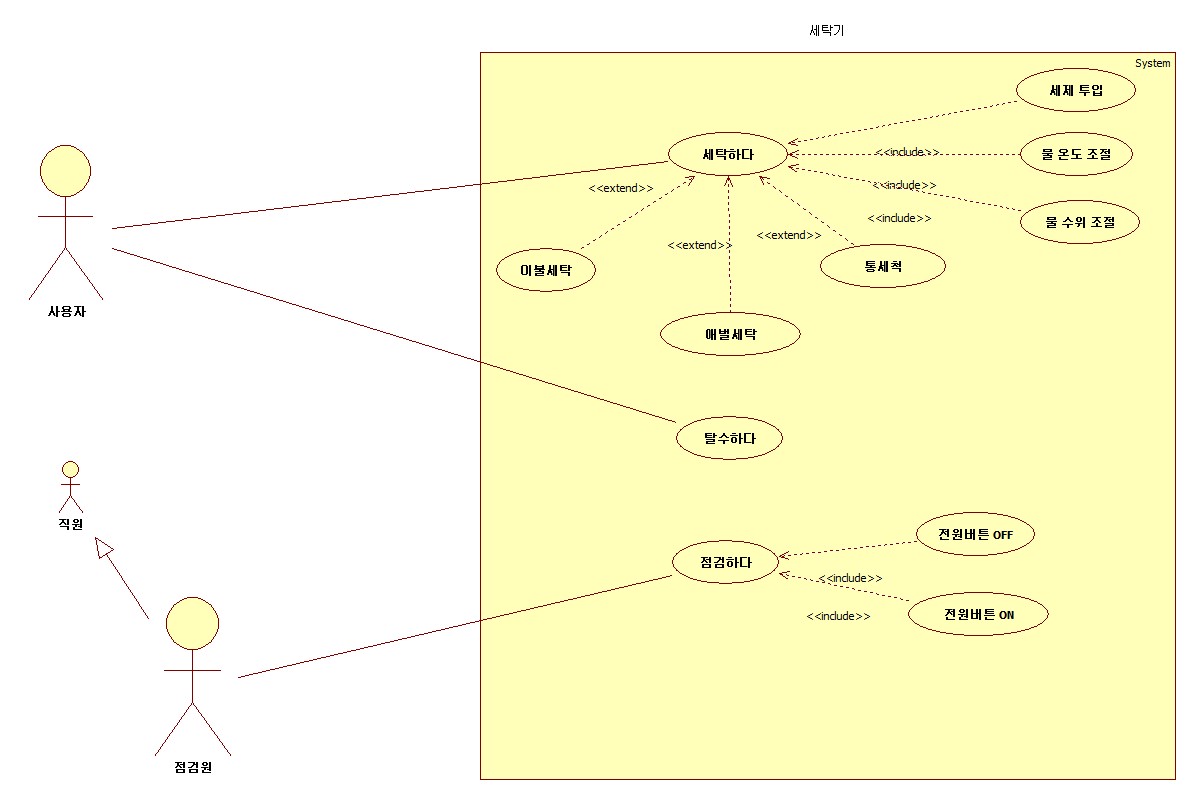 세탁기
System
세제 투입
세탁하다
<<include>>
물 온도 조절
<<extend>>
<<include>>
물 수위 조절
<<include>>
<<extend>>
<<extend>>
이불세탁
통세척
사용자
애벌세탁
탈수하다
직원
전원버튼 OFF
점검하다
<<include>>
전원버튼 ON
<<include>>
점검원